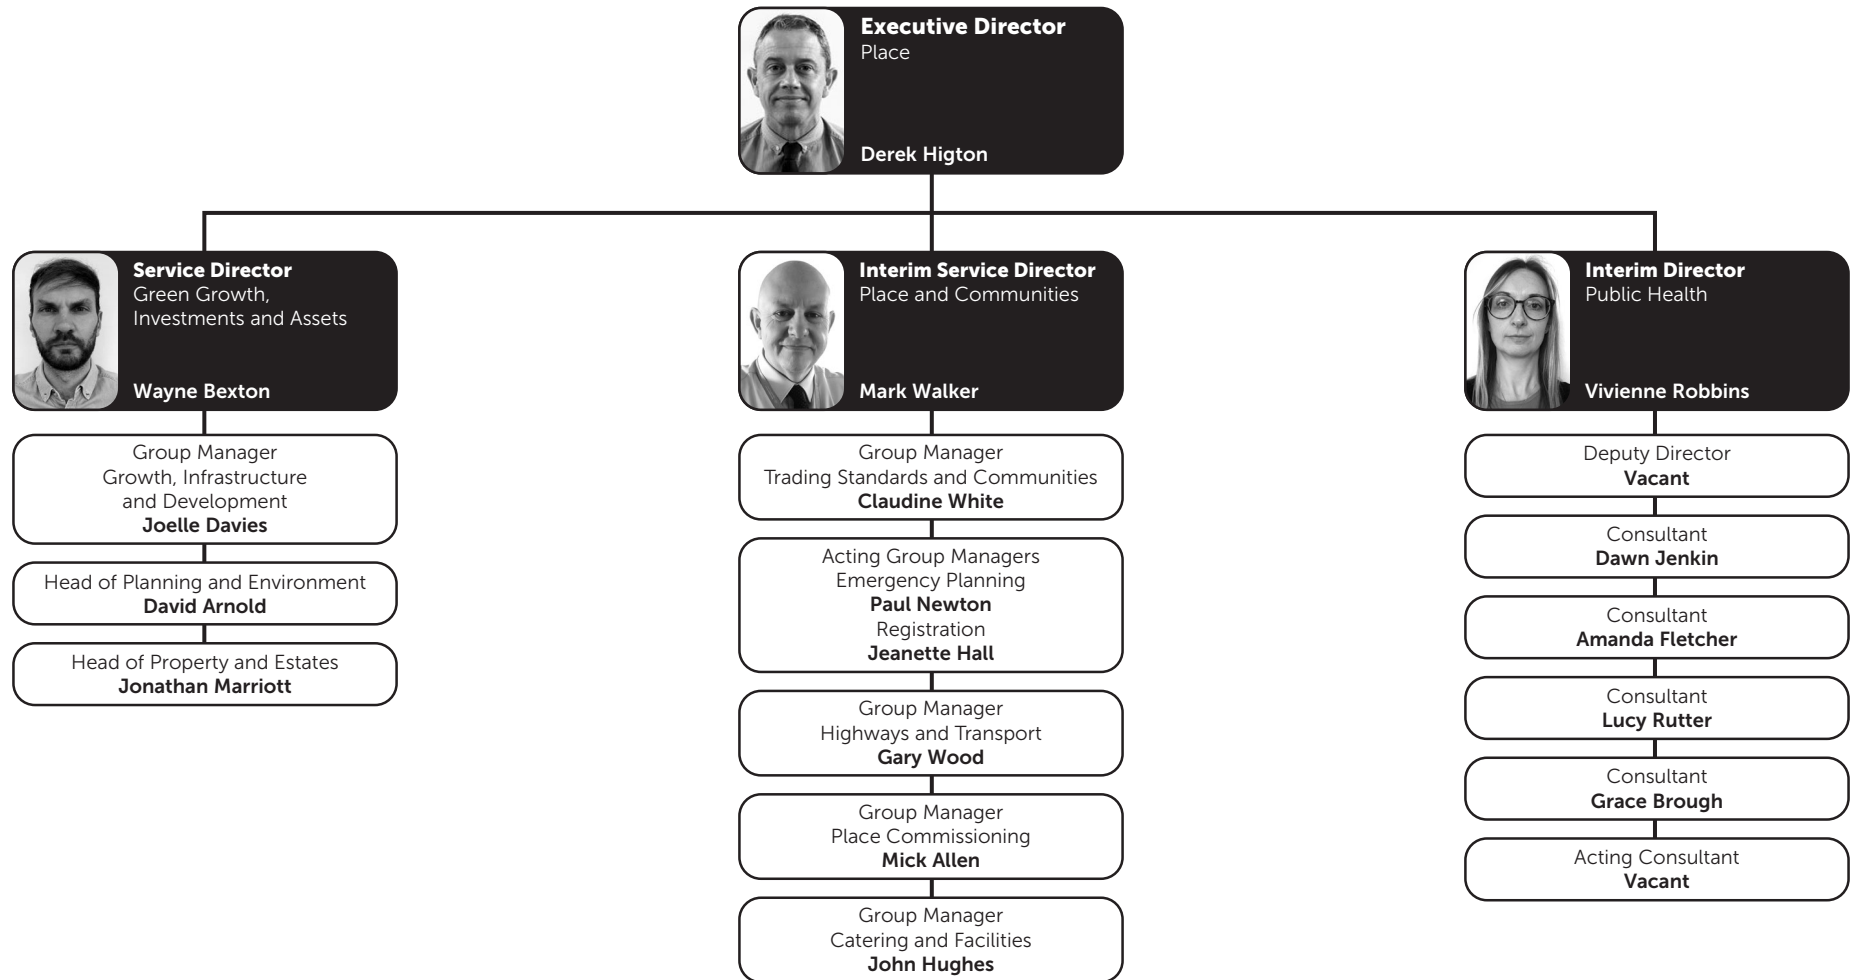 Executive Director
Place
Derek Higton
Service Director
Green Growth,
Investments and Assets
Wayne Bexton
Group Manager
Growth, Infrastructure
and Development
Joelle Davies
Head of Planning and Environment
David Arnold
Head of Property and Estates
Jonathan Marriott
Interim Service Director
Place and Communities
Mark Walker
Group Manager
Trading Standards and Communities
Claudine White
Acting Group Managers
Emergency Planning
Paul Newton
Registration
Jeanette Hall
Group Manager
Highways and Transport
Gary Wood
Group Manager
Place Commissioning
Mick Allen
Group Manager
Catering and Facilities
John Hughes
Interim Director
Public Health
Vivienne Robbins
Deputy Director
Vacant
Consultant
Dawn Jenkin
Consultant
Amanda Fletcher
Consultant
Lucy Rutter
Consultant
Grace Brough
Acting Consultant
Vacant